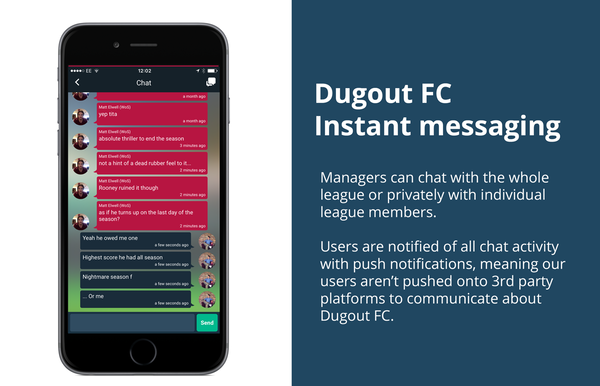 EE
12:02
Chat
Matt Elwell (WoS)
yep tita
a month ago
a month ago
Matt Elwell (WoS)
absolute thriller to end the season
3 minutes ago
Matt Elwell (WoS)
not a hint of a dead rubber feel to it...
2 minutes ago
Matt Elwell (WoS)
Rooney ruined it though
2 minutes ago
Matt Elwell (WoS)
as if he turns up on the last day of the
season?
2 minutes ago
Yeah he owed me one
a few seconds ago
Highest score he had all season
a few seconds ago
Nightmare season f
a few seconds ago
... Or me
a few seconds ago
Send
Dugout FC
Instant messaging
Managers can chat with the whole
league or privately with individual
league members.
Users are notified of all chat activity
with push notifications, meaning our
users aren’t pushed onto 3rd party
platforms to communicate about
Dugout FC.